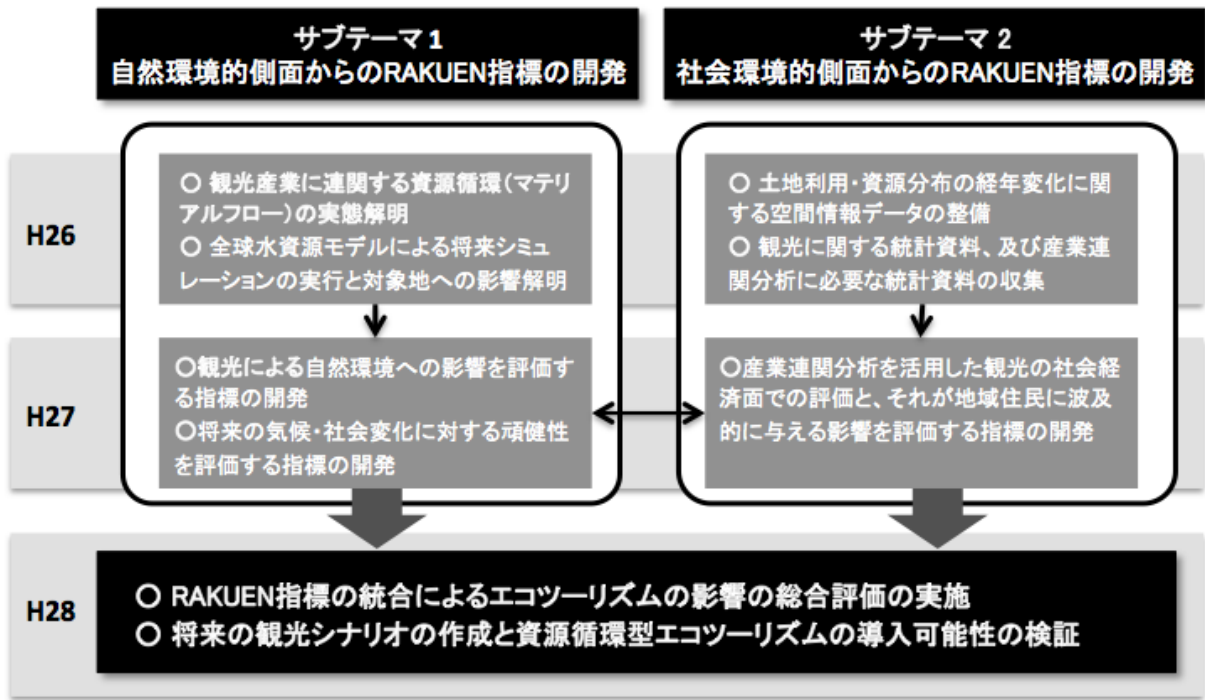 サブテーマ 1
自然環境的側面からのRAKUEN指標の開発
サブテーマ 2
社会環境的側面からのRAKUEN指標の開発
H26
○ 観光産業に連関する資源循環(マテ
リアルフロー)の実態解明
○ 全球水資源モデルによる将来シミュ
レーションの実行と対象地への影響解明
○ 土地利用・資源分布の経年変化に関
する空間情報データの整備
○ 観光に関する統計資料、及び産業連
関分析に必要な統計資料の収集
H27
○観光による自然環境への影響を評価す
る指標の開発
○将来の気候・社会変化に対する頑健性
を評価する指標の開発
○産業連関分析を活用した観光の社会経
済面での評価と、それが地域住民に波及
的に与える影響を評価する指標の開発
H28
○ RAKUEN指標の統合によるエコツーリズムの影響の総合評価の実施
○ 将来の観光シナリオの作成と資源循環型エコツーリズムの導入可能性の検証